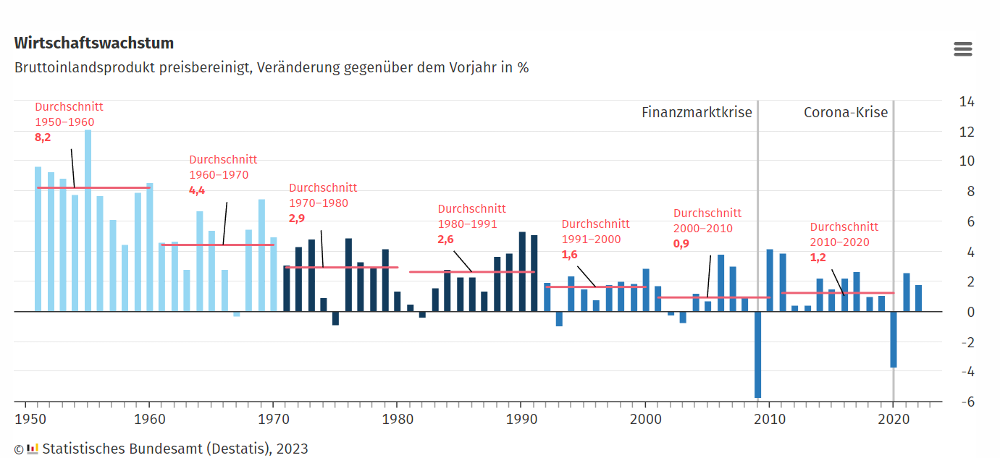 Wirtschaftswachstum
Bruttoinlandsprodukt preisbereinigt, Veränderung gegenüber dem Vorjahr in %
Durchschnitt
1950–1960
8,2
Durchschnitt
1960–1970
4,4
Durchschnitt
1970–1980
2,9
Durchschnitt
1980–1991
2,6
Durchschnitt
1991–2000
1,6
Durchschnitt
2000–2010
0,9
Durchschnitt
2010–2020
1,2
Finanzmarktkrise
Corona-Krise
14
12
10
8
6
4
2
0
-2
-4
-6
1950 1960 1970 1980 1990 2000 2010 2020
© Statistisches Bundesamt (Destatis), 2023